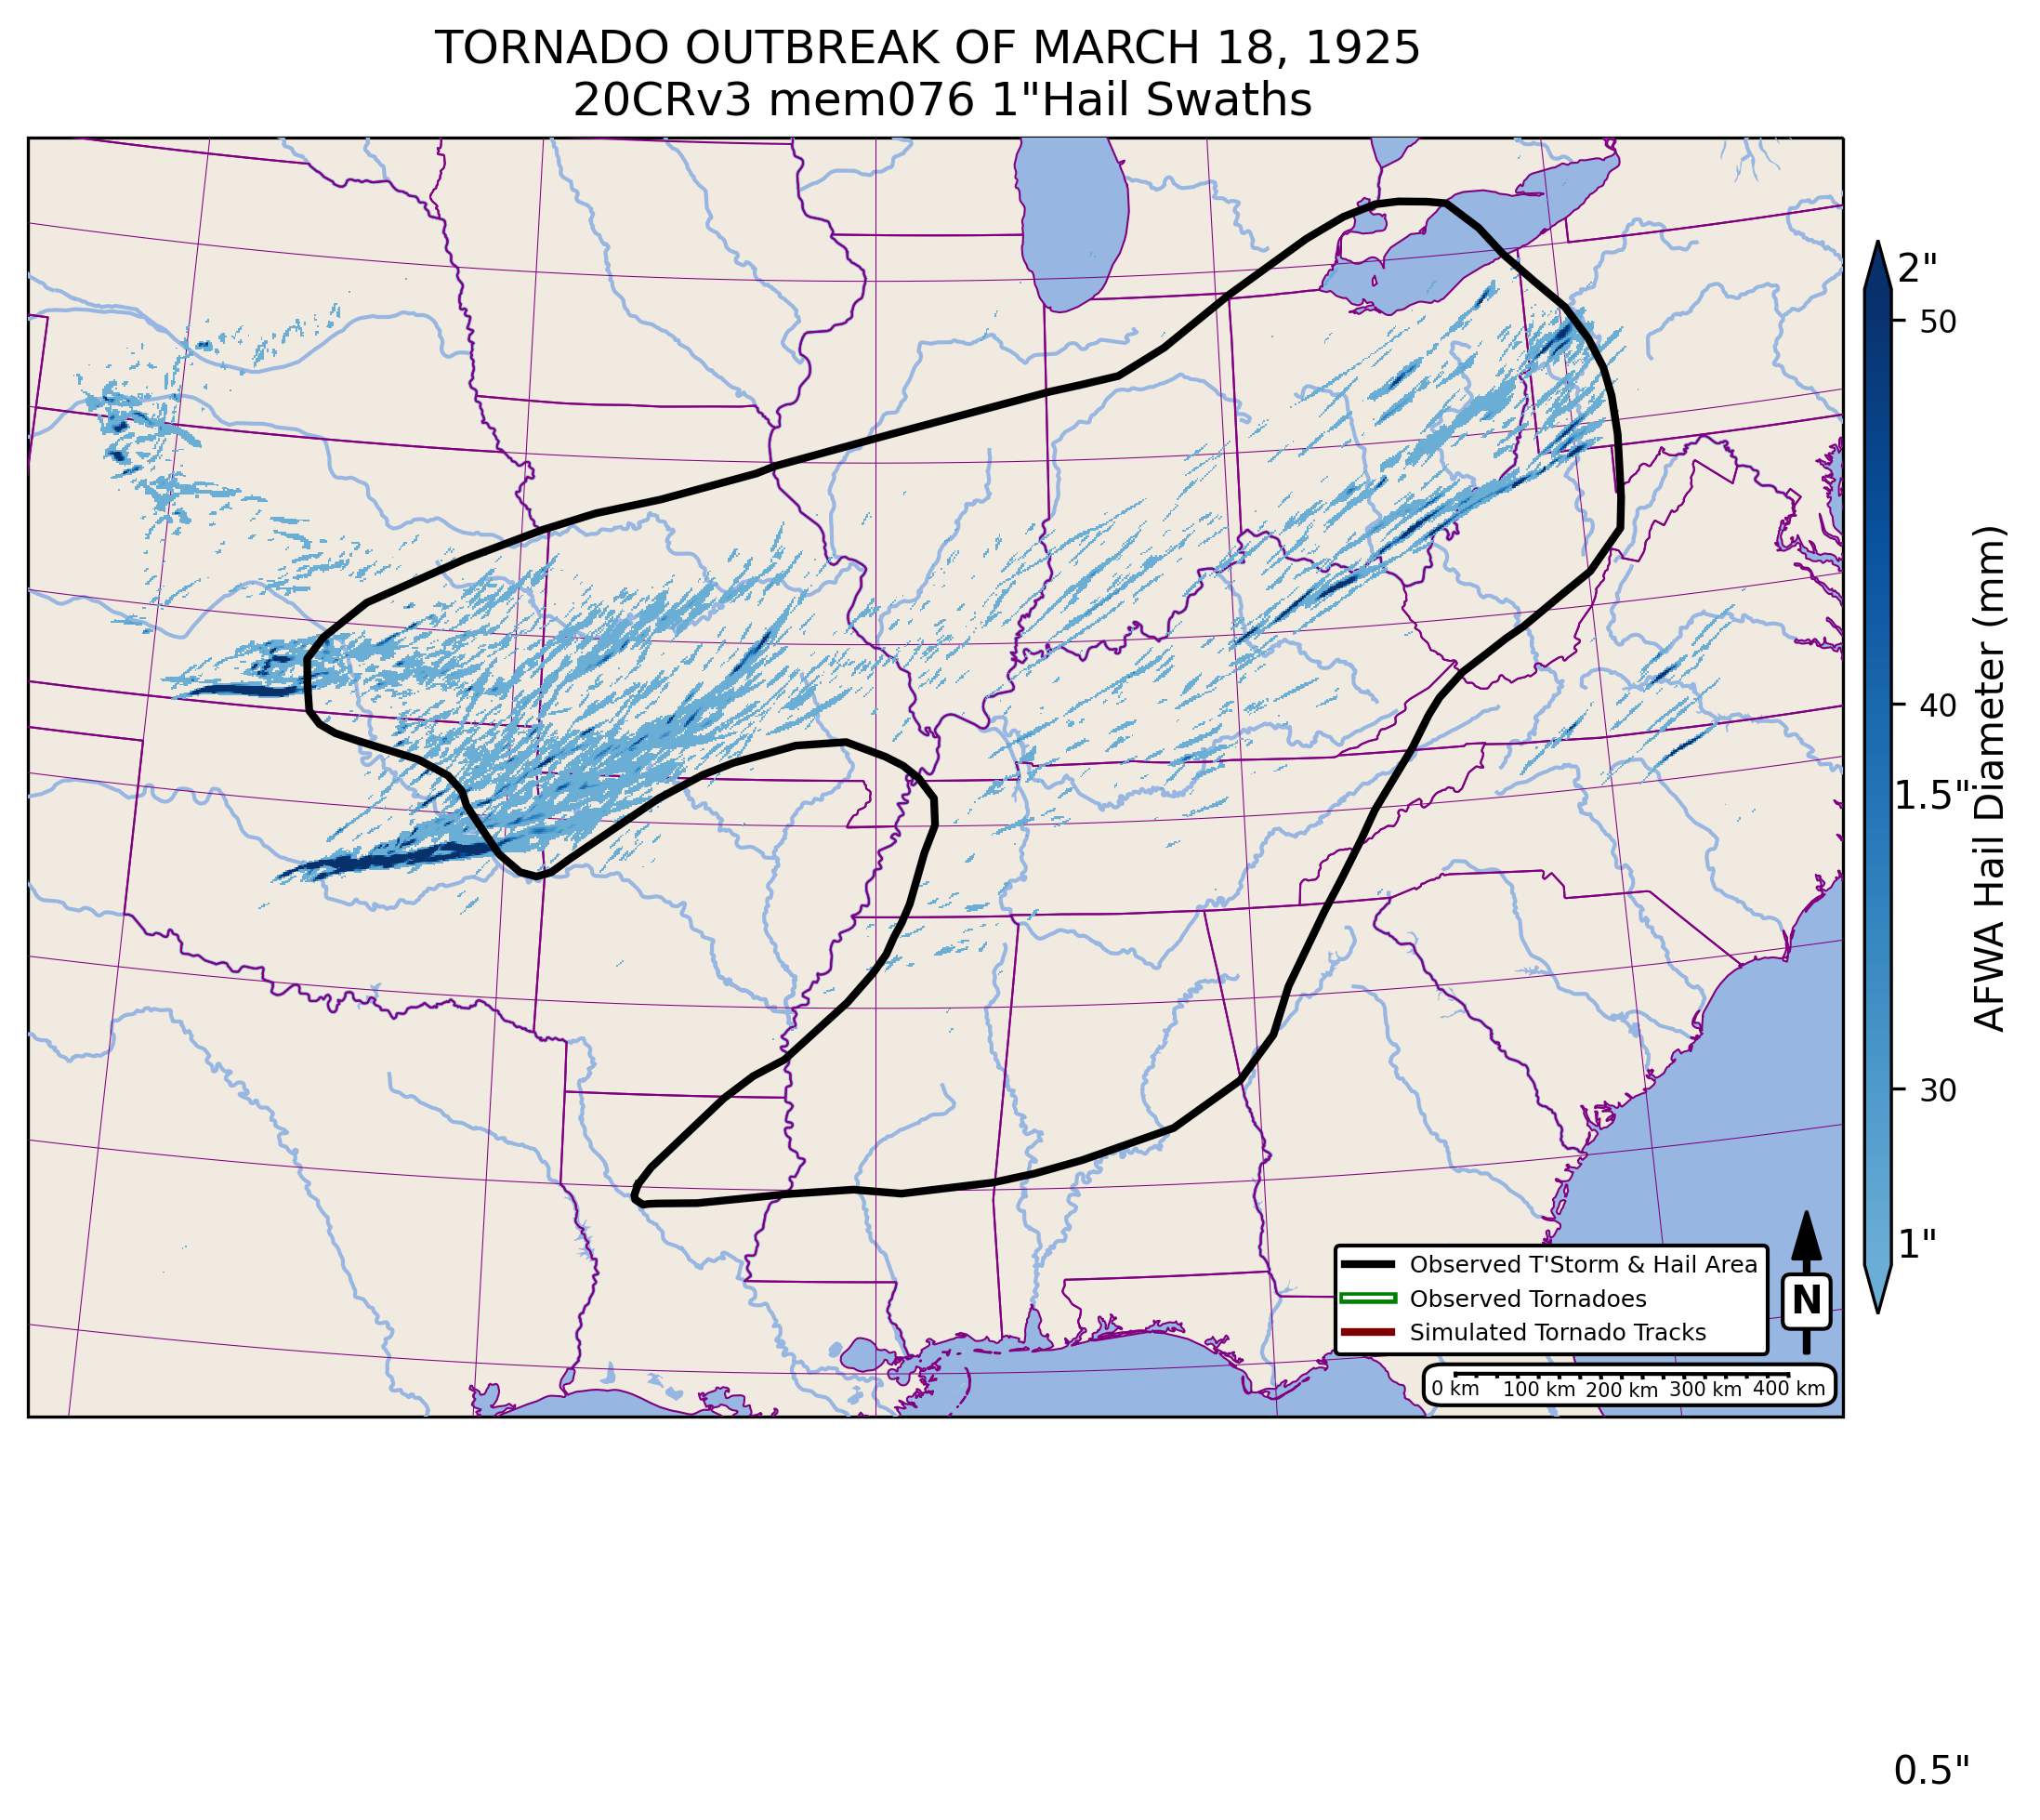 TORNADO OUTBREAK OF MARCH 18, 1925
20CRv3 mem076 1"Hail Swaths
2"
50
40
1.5"
30
1"
0.5"
AFWA Hail Diameter (mm)
Observed T'Storm & Hail Area
Observed Tornadoes
Simulated Tornado Tracks
N
0 km 100 km 200 km 300 km 400 km